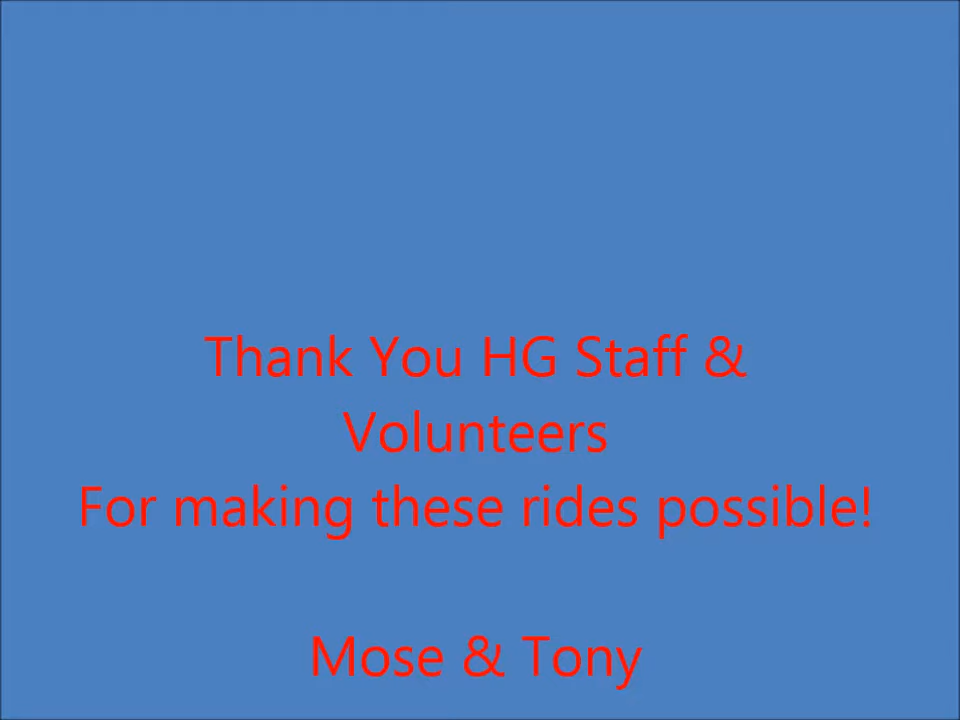 Thank You HG Staff &
Volunteers
For making these rides possible!
Mose & Tony